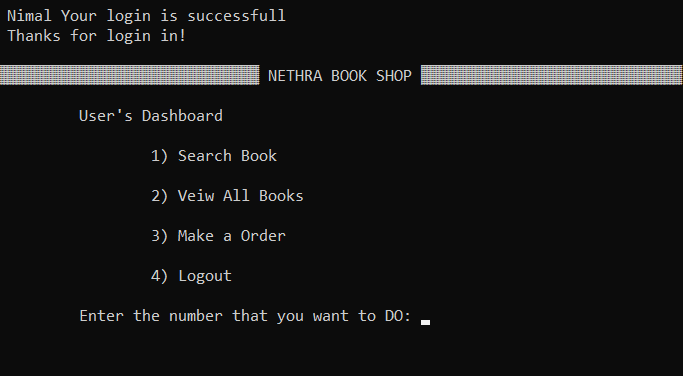 Nimal Your login is successfull
Thanks for login in!
NETHRA BOOK SHOP
User's Dashboard
1) Search Book
2) Veiw All Books
3) Make a Order
4) Logout
Enter the number that you want to DO: